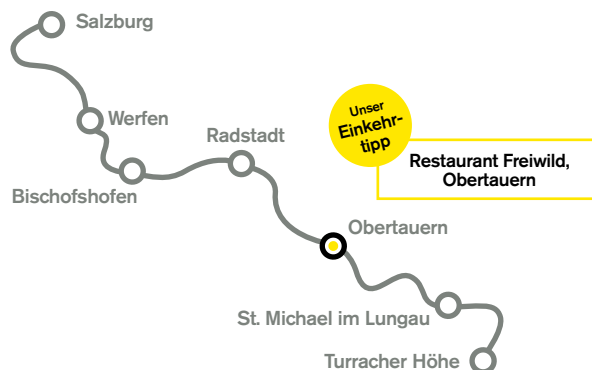 Salzburg
Werfen
Radstadt
Bischofshofen
Unser
Einkehr-
tipp
Restaurant Freiwild,
Obertauern
Obertauern
St. Michael im Lungau
Turracher Höhe